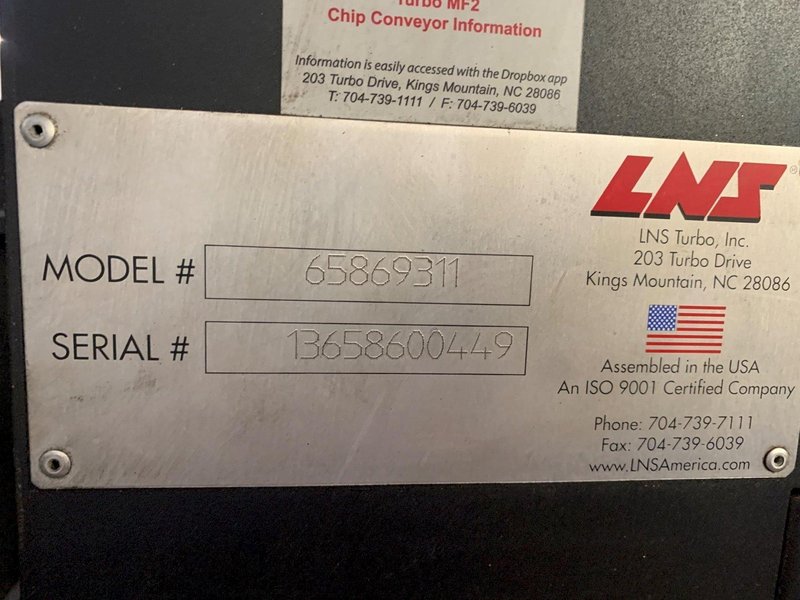 Turbo MF2
Chip Conveyor Information
Information is easily accessed with the Dropbox app
203 Turbo Drive, Kings Mountain, NC 28086
T: 704-739-1111 / F: 704-739-6039
LNS®
LNS Turbo, Inc.
203 Turbo Drive
Kings Mountain, NC 28086
MODEL # 65869311
SERIAL # 13658600449
Assembled in the USA
An ISO 9001 Certified Company
Phone: 704-739-7111
Fax: 704-739-6039
www.LNSAmerica.com